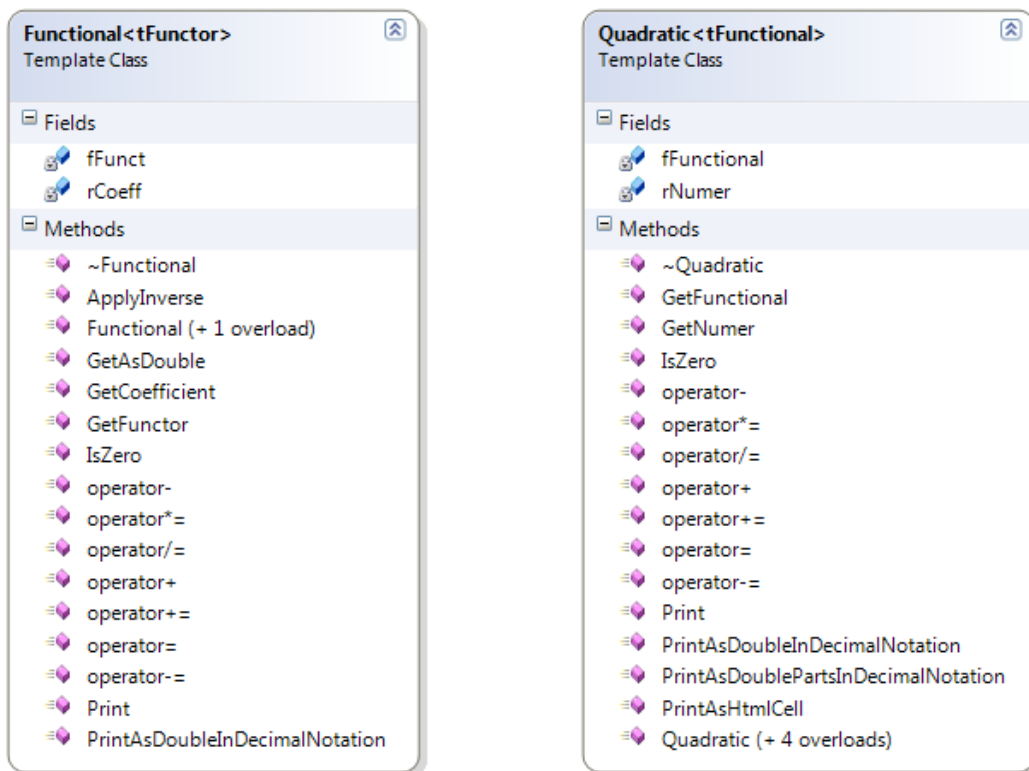 Functional<tFunctor>
Template Class
Fields
fFunct
rCoeff
Methods
~Functional
ApplyInverse
Functional (+ 1 overload)
GetAsDouble
GetCoefficient
GetFunctor
IsZero
operator-
operator*=
operator/=
operator+
operator+=
operator=
operator-=
Print
PrintAsDoubleInDecimalNotation
Quadratic<tFunctional>
Template Class
Fields
fFunctional
rNumer
Methods
~Quadratic
GetFunctional
GetNumer
IsZero
operator-
operator*=
operator/=
operator+
operator+=
operator=
operator-=
Print
PrintAsDoubleInDecimalNotation
PrintAsDoublePartsInDecimalNotation
PrintAsHtmlCell
Quadratic (+ 4 overloads)